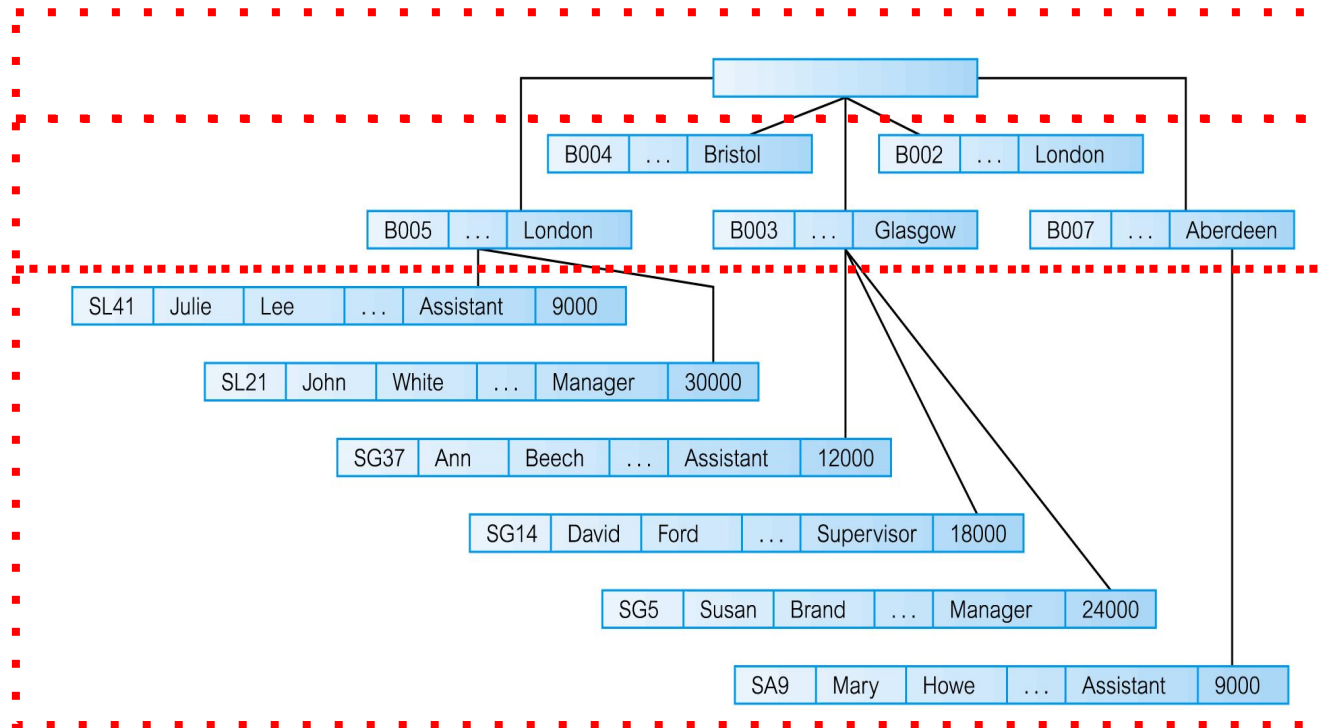 B004 ... Bristol B002 ... London
B005 ... London B003 ... Glasgow B007 ... Aberdeen
SL41 Julie Lee ... Assistant 9000
SL21 John White ... Manager 30000
SG37 Ann Beech ... Assistant 12000
SG14 David Ford ... Supervisor 18000
SG5 Susan Brand ... Manager 24000
SA9 Mary Howe ... Assistant 9000